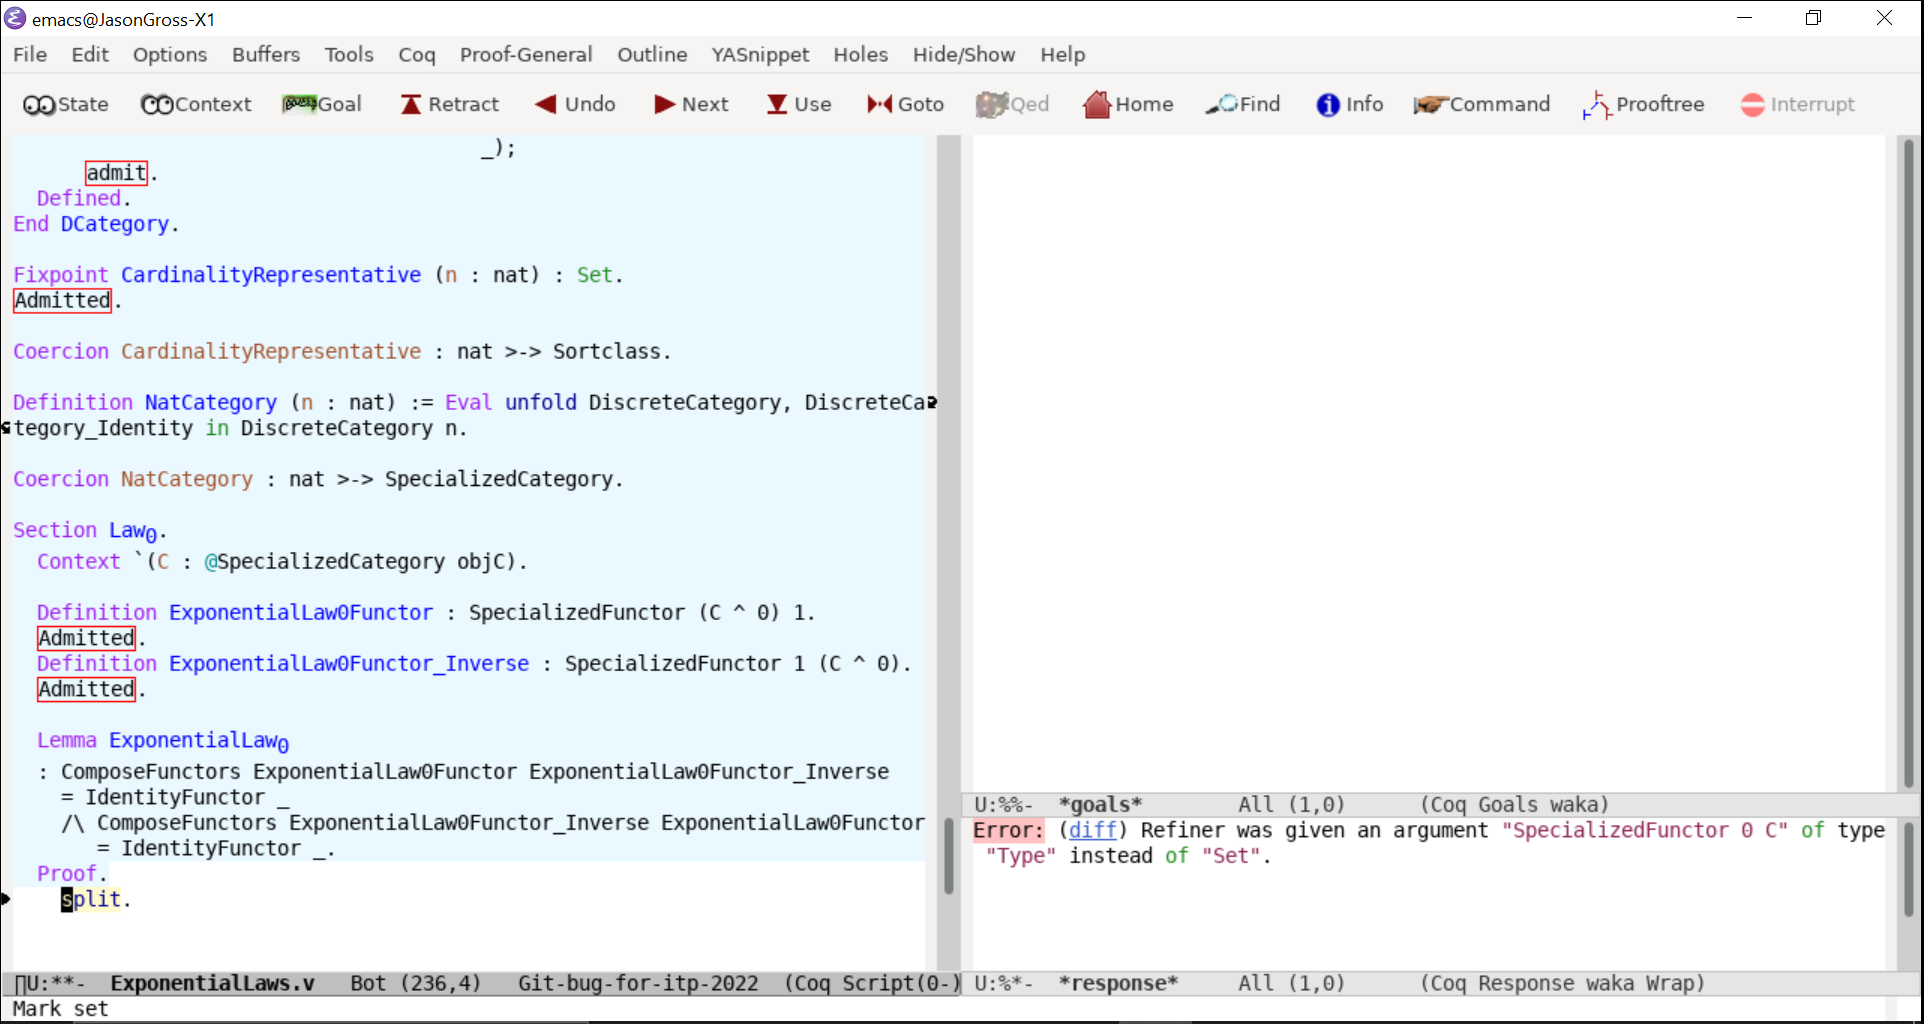 emacs@JasonGross-X1
File Edit Options Buffers Tools Coq Proof-General Outline YASnippet Holes Hide/Show Help
State Context Goal Retract Undo Next Use Goto Qed Home Find Info Command Prooftree Interrupt
_);
admit.
Defined.
End DCategory.
Fixpoint CardinalityRepresentative (n : nat) : Set.
Admitted.
Coercion CardinalityRepresentative : nat >-> Sortclass.
Definition NatCategory (n : nat) := Eval unfold DiscreteCategory, DiscreteCa
tegory_Identity in DiscreteCategory n.
Coercion NatCategory : nat >-> SpecializedCategory.
Section Law0.
Context `(C : @SpecializedCategory objC).
Definition ExponentialLaw0Functor : SpecializedFunctor (C ^ 0) 1.
Admitted.
Definition ExponentialLaw0Functor_Inverse : SpecializedFunctor 1 (C ^ 0).
Admitted.
Lemma ExponentialLaw0
: ComposeFunctors ExponentialLaw0Functor ExponentialLaw0Functor_Inverse
= IdentityFunctor _
/\ ComposeFunctors ExponentialLaw0Functor_Inverse ExponentialLaw0Functor
= IdentityFunctor _.
Proof.
split.
U:**-  ExponentialLaws.v   Bot (236,4)   Git-bug-for-itp-2022  (Coq Script(0-)
Mark set
U:%%-  *goals*        All (1,0)      (Coq Goals waka)
Error: (diff) Refiner was given an argument "SpecializedFunctor 0 C" of type
"Type" instead of "Set".
U:%*-  *response*     All (1,0)      (Coq Response waka Wrap)